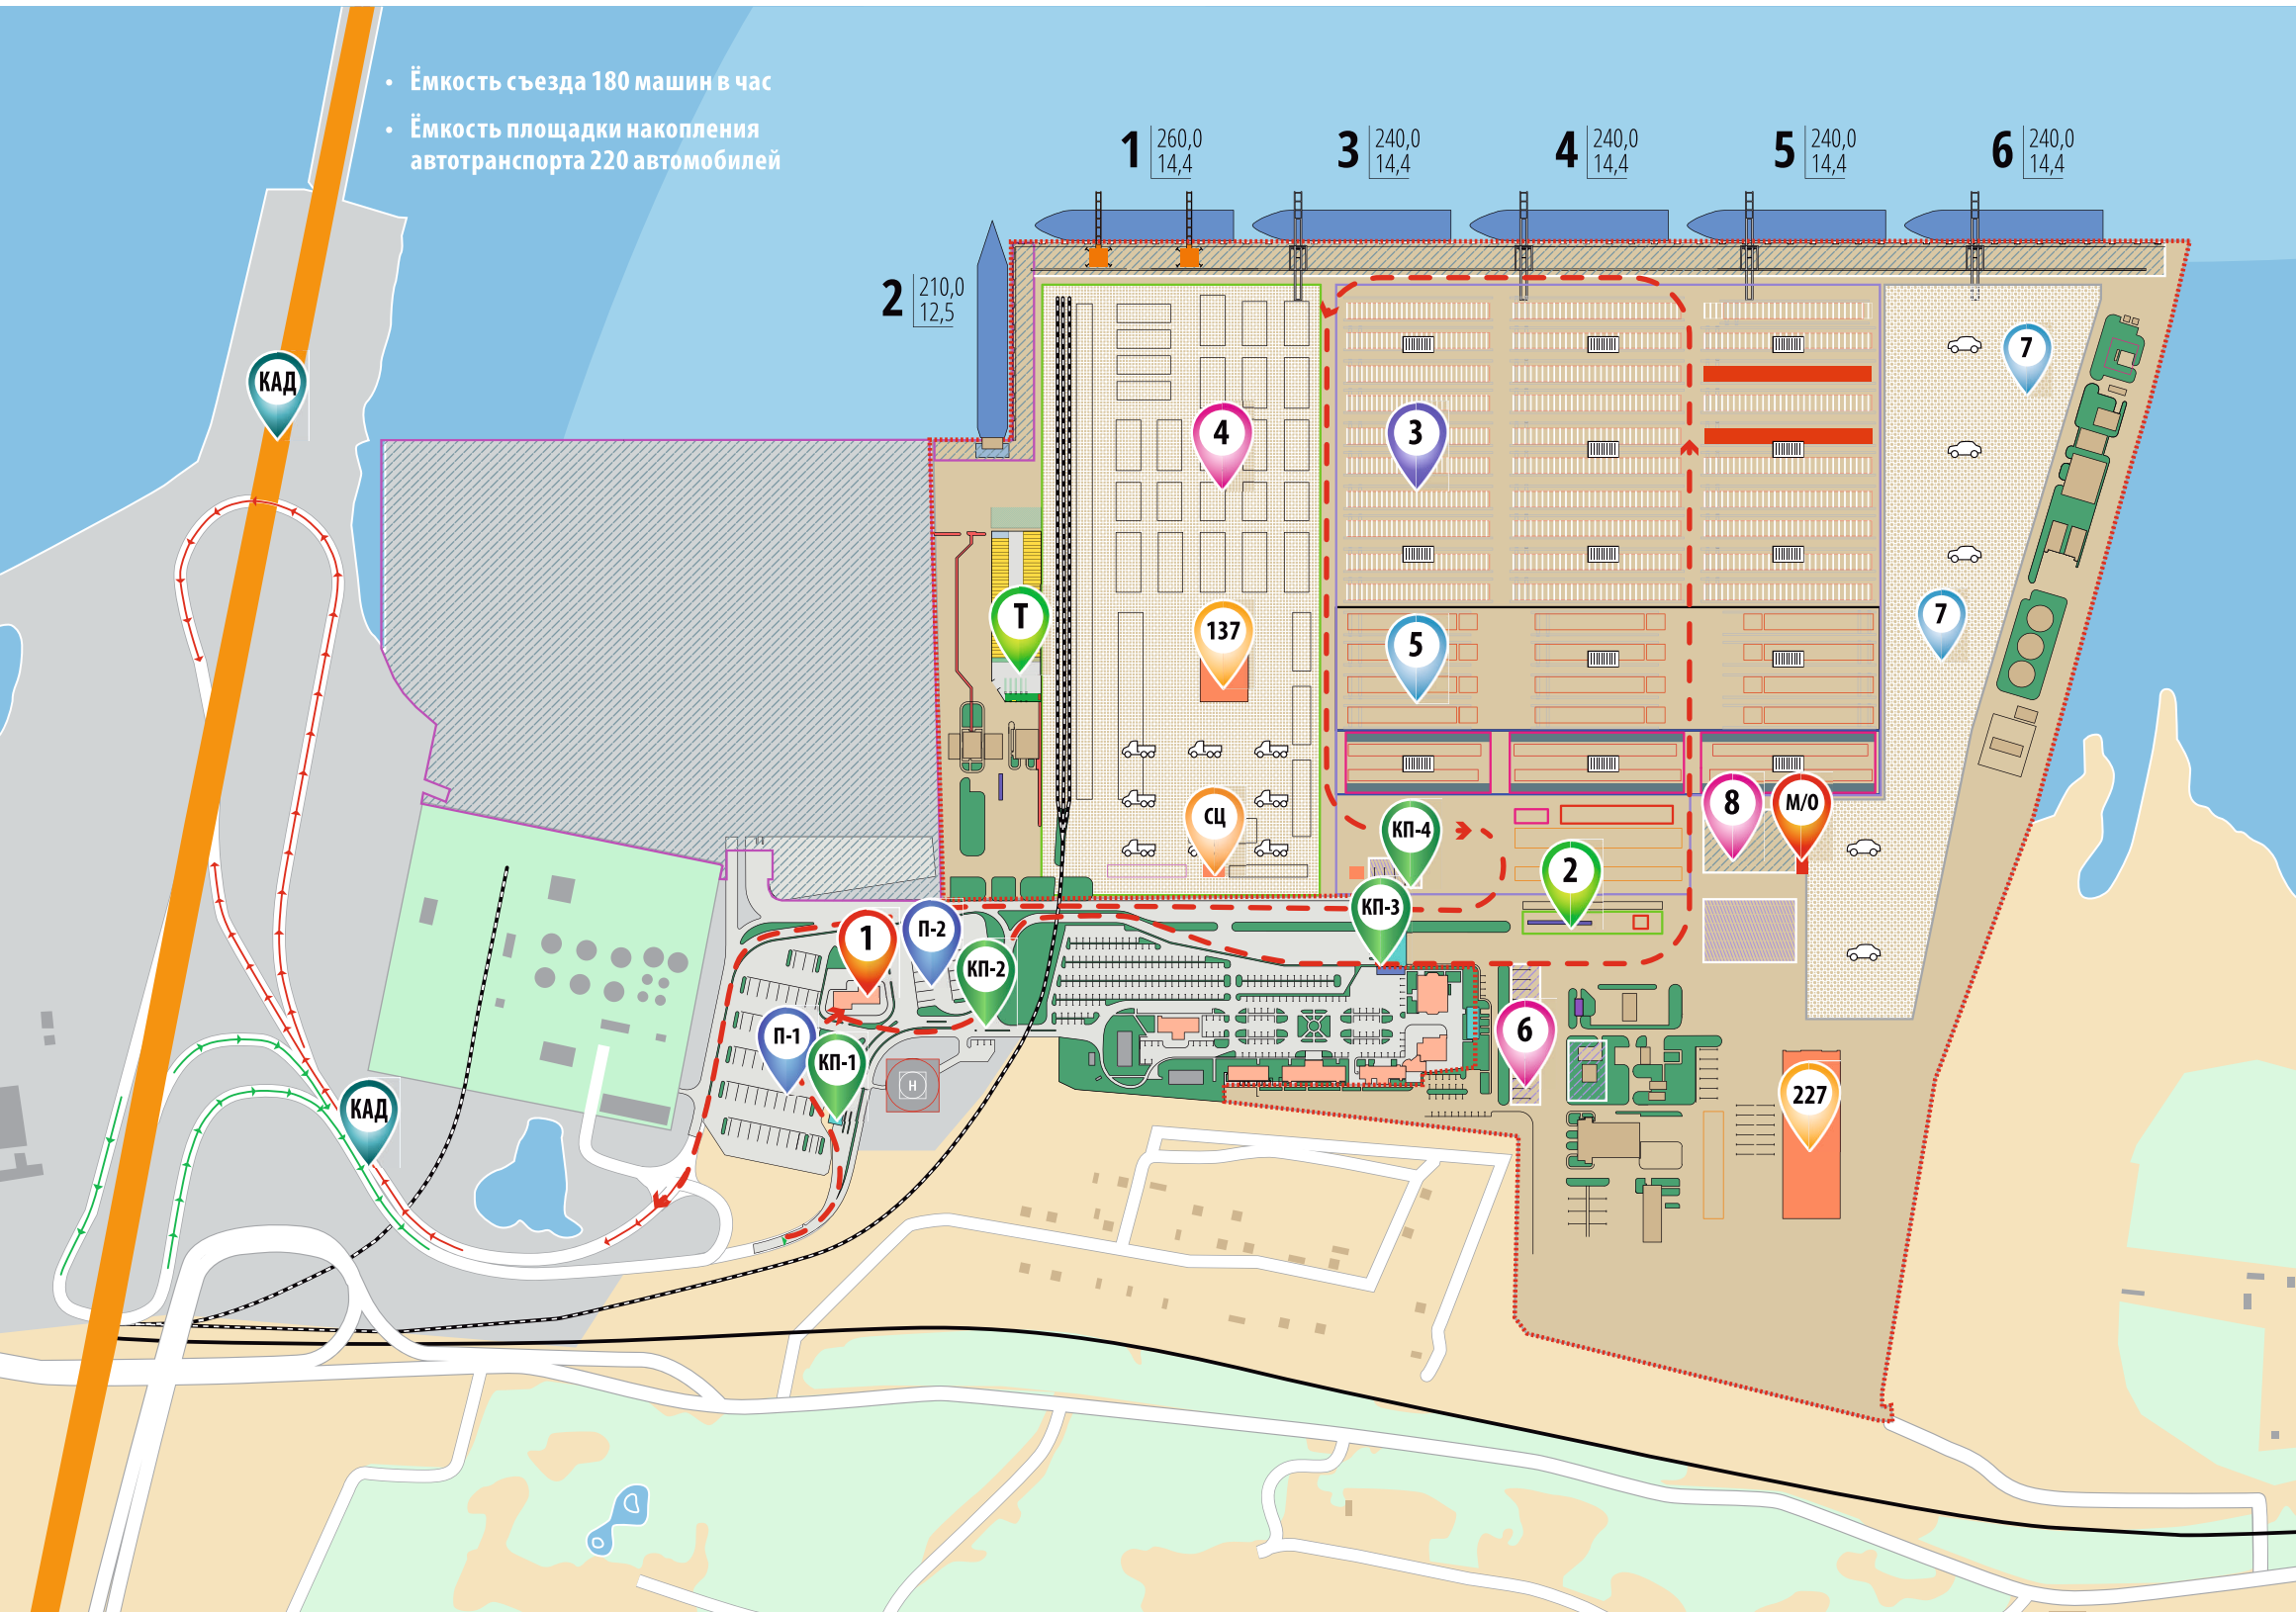 • Ёмкость съезда 180 машин в час
• Ёмкость площадки накопления
автотранспорта 220 автомобилей
1 260,0
14,4
3 240,0
14,4
4 240,0
14,4
5 240,0
14,4
6 240,0
14,4
2 210,0
12,5
КАД
7
4
3
Т
137
5
7
СЦ
КП-4
8
М/О
2
КП-3
1
П-2
КП-2
П-1
КП-1
6
H
КАД
227